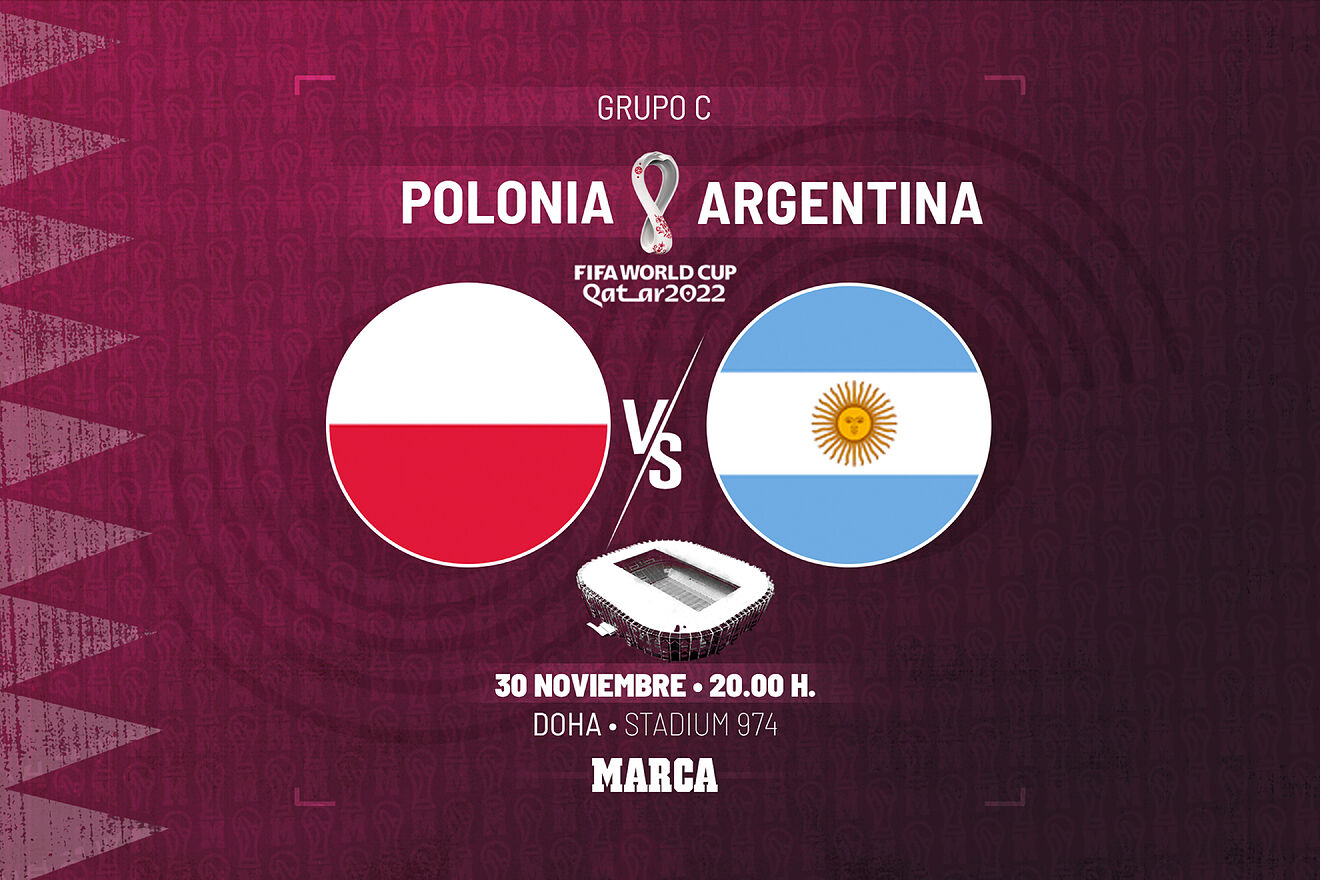 GRUPO C
POLONIA ARGENTINA
FIFA WORLD CUP
Qatar2022
VS
30 NOVIEMBRE • 20.00 H.
DOHA • STADIUM 974
MARCA